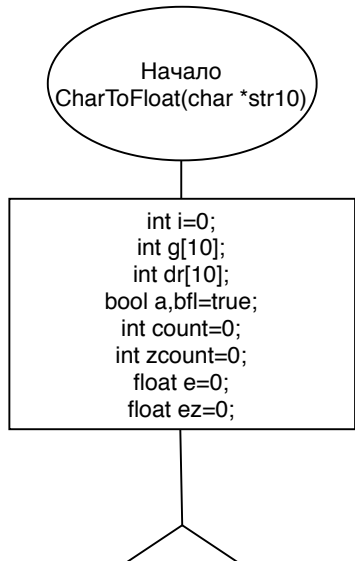 Начало
CharToFloat(char *str10)
int i=0;
int g[10];
int dr[10];
bool a,bfl=true;
int count=0;
int zcount=0;
float e=0;
float ez=0;